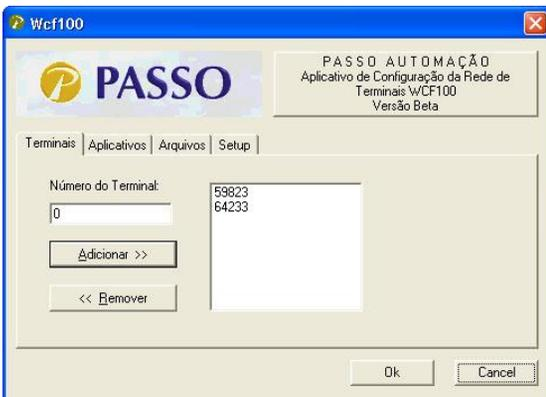 Wcf100
PASSO
PASSO AUTOMAÇÃO
Aplicativo de Configuração da Rede de
Terminais WCF100
Versão Beta
Terminais
Aplicativos
Arquivos
Setup
Número do Terminal:
0
Adicionar >>
<< Remover
59823
64233
Ok
Cancel